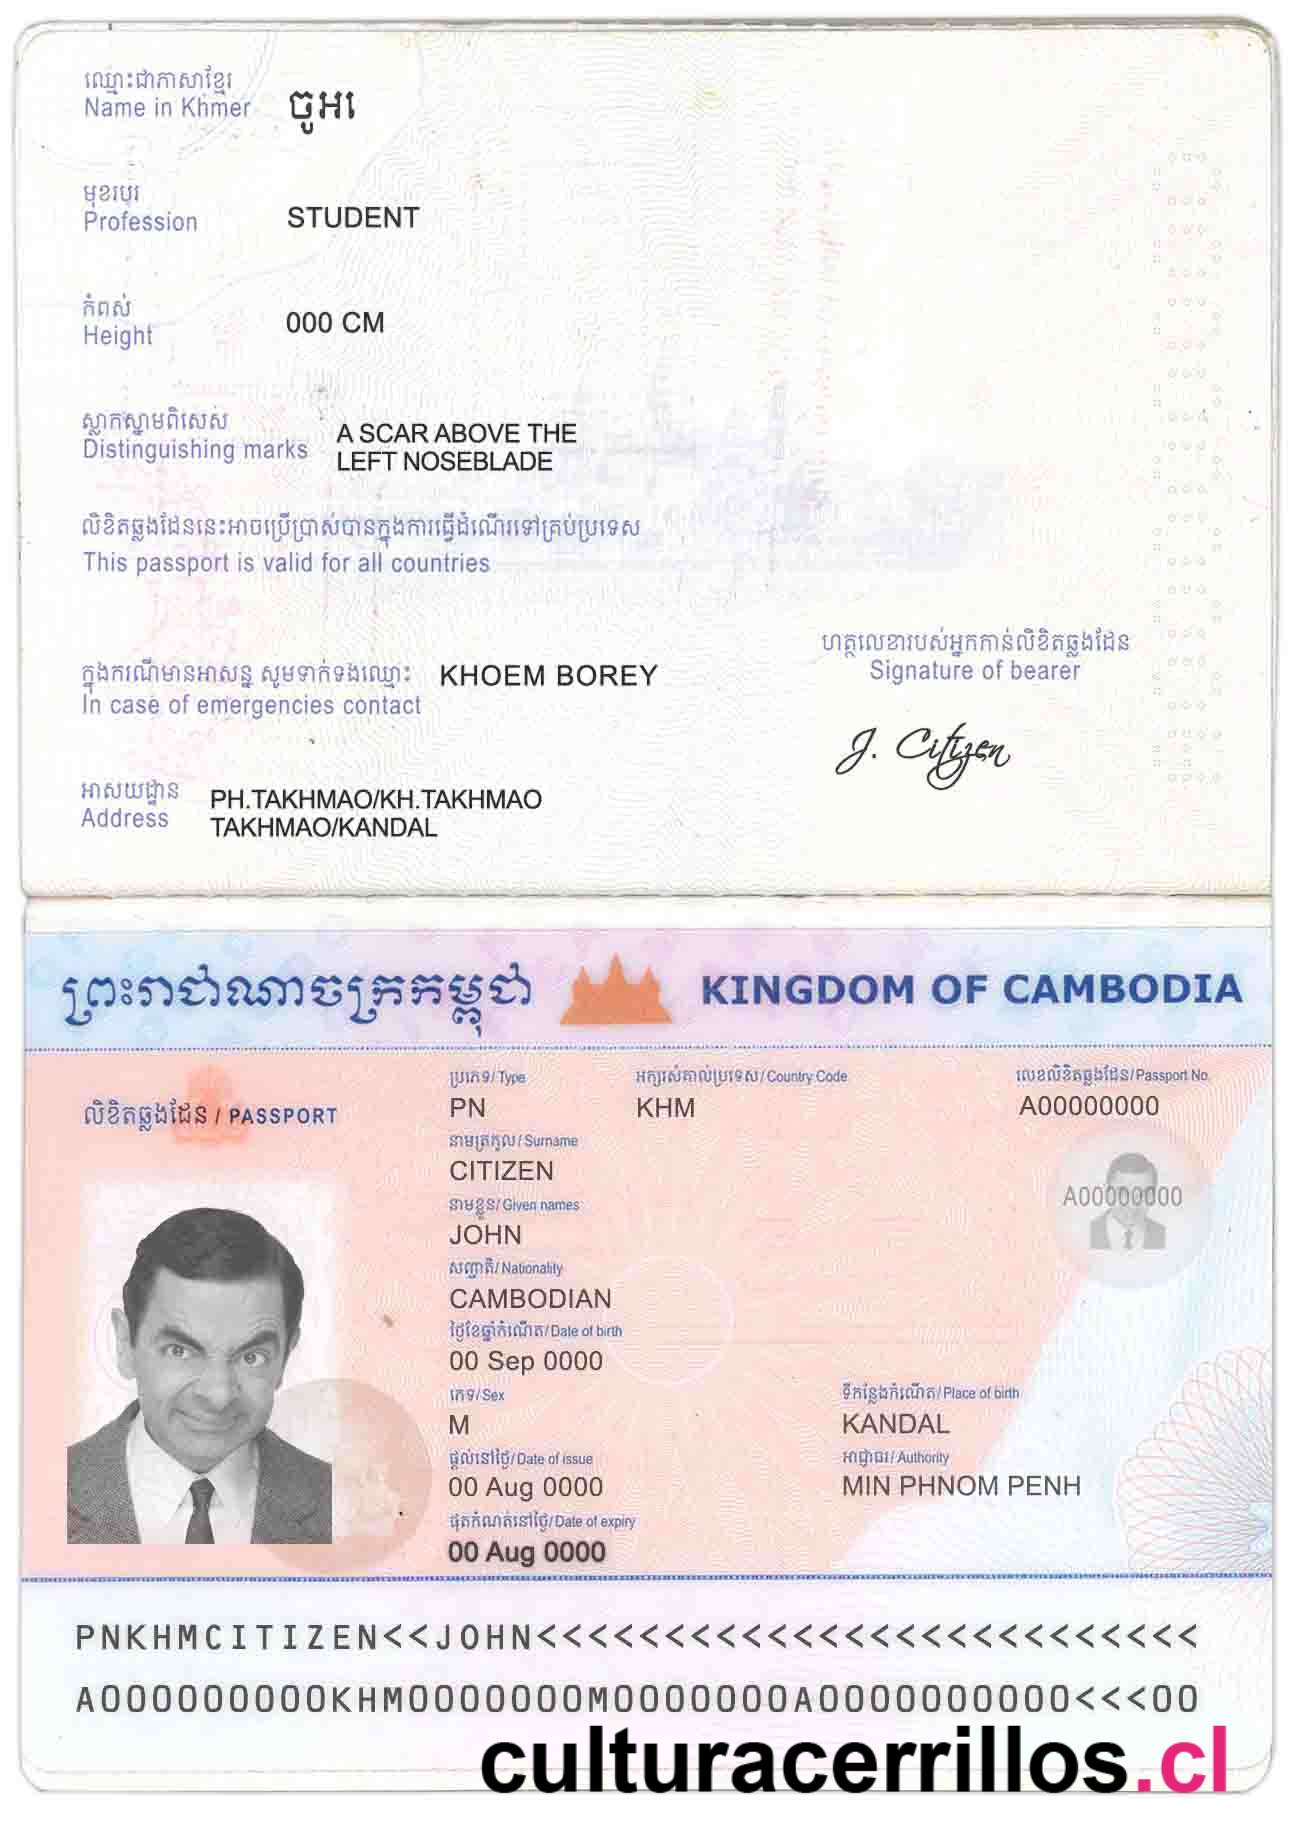 ឈ្មោះជាភាសាខ្មែរ
Name in Khmer
ចូអរ
មុខរបរ
Profession
STUDENT
កំពស់
Height
000 CM
ស្លាកស្នាមពិសេស
Distinguishing marks
A SCAR ABOVE THE
LEFT NOSEBLADE
លិខិតឆ្លងដែននេះអាចប្រើប្រាស់បានក្នុងការធ្វើដំណើរទៅគ្រប់ប្រទេស
This passport is valid for all countries
ហត្ថលេខារបស់អ្នកកាន់លិខិតឆ្លងដែន
Signature of bearer
J. Citizen
ក្នុងករណីមានអាសន្ន សូមទាក់ទងឈ្មោះ
In case of emergencies contact
KHOEM BOREY
អាសយដ្ឋាន
Address
PH.TAKHMAO/KH.TAKHMAO
TAKHMAO/KANDAL
ព្រះរាជាណាចក្រកម្ពុជា KINGDOM OF CAMBODIA
លិខិតឆ្លងដែន / PASSPORT
ប្រភេទ/Type អក្សរសំគាល់ប្រទេស/Country Code លេខលិខិតឆ្លងដែន/Passport No.
PN KHM A00000000
នាមត្រកូល/Surname
CITIZEN
នាមខ្លួន/Given names
JOHN
A00000000
សញ្ជាតិ/Nationality
CAMBODIAN
ថ្ងៃខែឆ្នាំកំណើត/Date of birth
00 Sep 0000
ភេទ/Sex ទីកន្លែងកំណើត/Place of birth
M KANDAL
ផ្តល់នៅថ្ងៃ/Date of issue អាជ្ញាធរ/Authority
00 Aug 0000 MIN PHNOM PENH
ផុតកំណត់នៅថ្ងៃ/Date of expiry
00 Aug 0000
PNKHMCITIZEN<<JOHN<<<<<<<<<<<<<<<<<<<<<<<<<<
A000000000KHM0000000M0000000A0000000000<<<00
culturacerrillos.cl